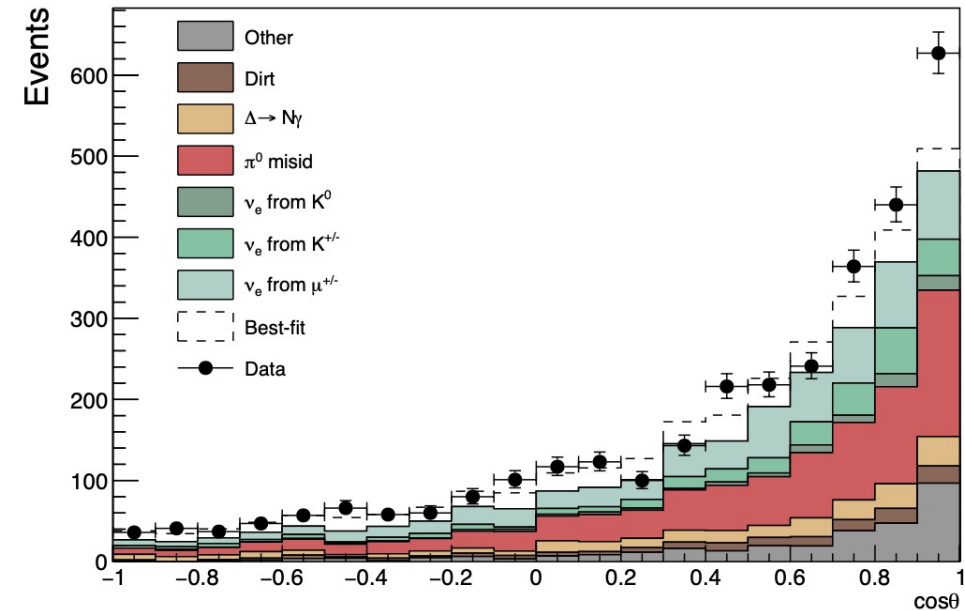 Events
600
500
400
300
200
100
0
Other
Dirt
Δ→ Nγ
π⁰ misid
νₑ from K⁰
νₑ from K⁺/⁻
νₑ from μ⁺/⁻
Best-fit
Data
−1 −0.8 −0.6 −0.4 −0.2 0 0.2 0.4 0.6 0.8 1
cosθ